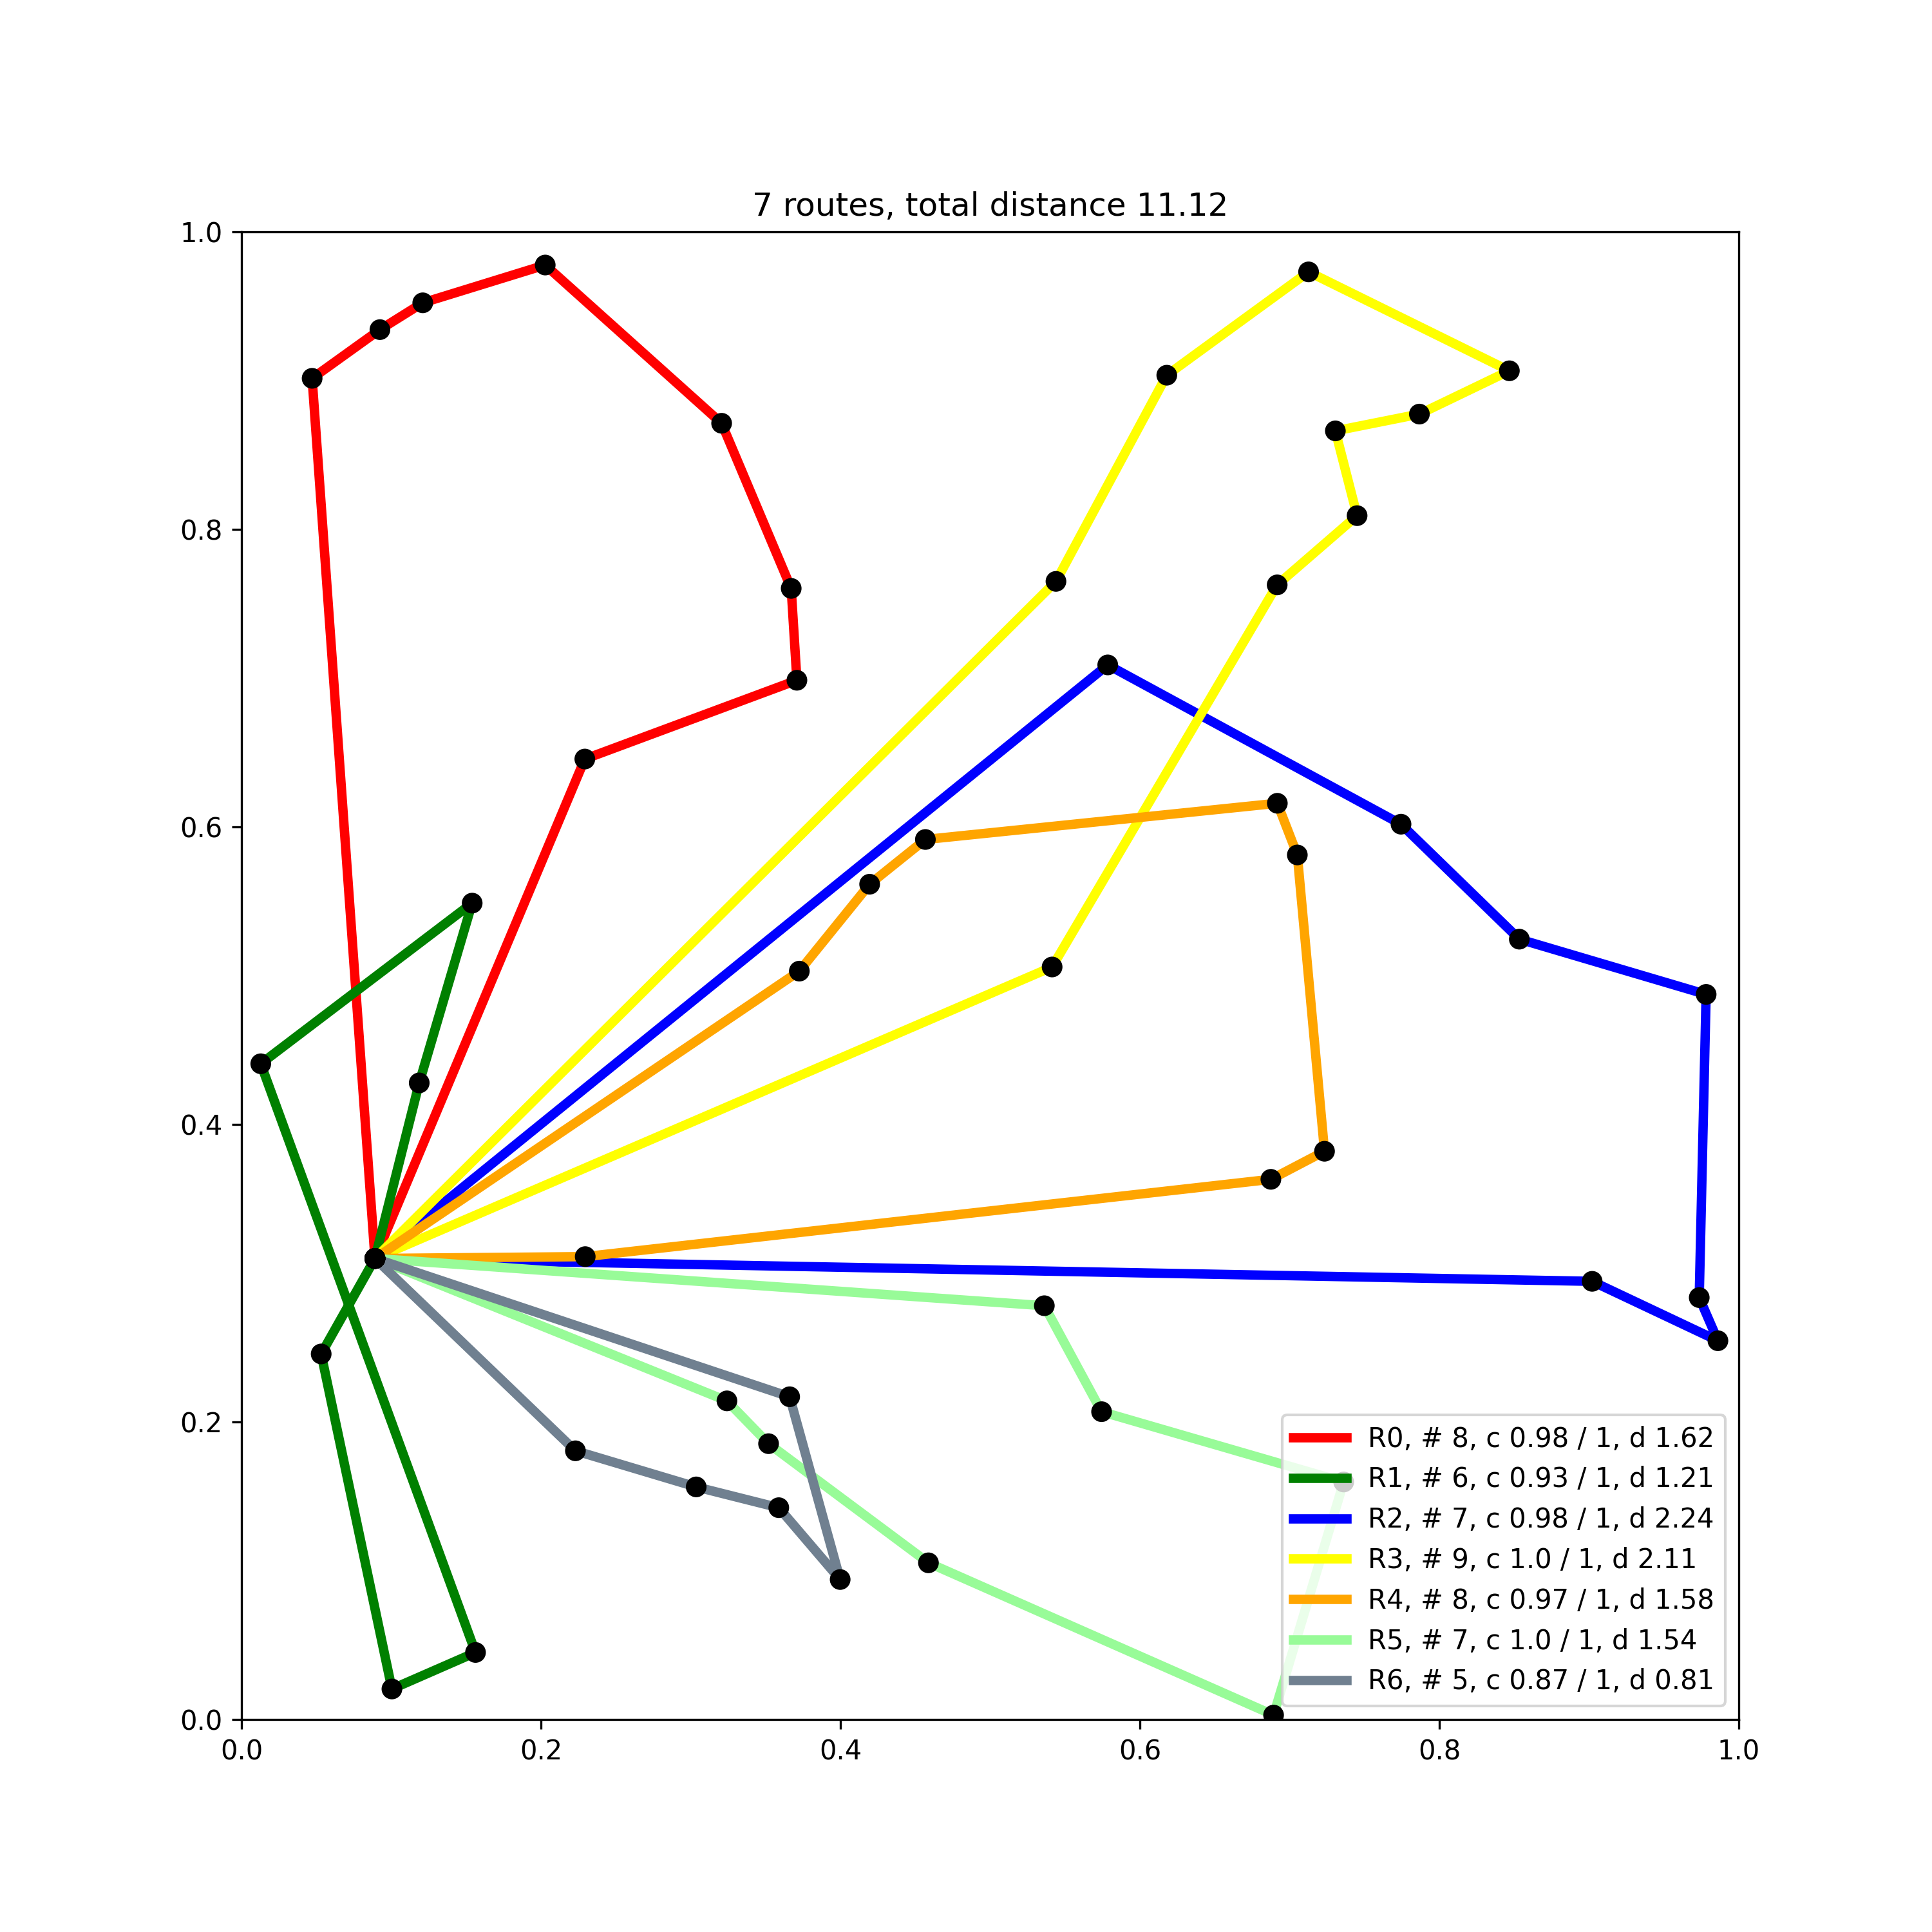 7 routes, total distance 11.12
1.0
0.8
0.6
0.4
0.2
0.0
0.0 0.2 0.4 0.6 0.8 1.0
R0, # 8, c 0.98 / 1, d 1.62
R1, # 6, c 0.93 / 1, d 1.21
R2, # 7, c 0.98 / 1, d 2.24
R3, # 9, c 1.0 / 1, d 2.11
R4, # 8, c 0.97 / 1, d 1.58
R5, # 7, c 1.0 / 1, d 1.54
R6, # 5, c 0.87 / 1, d 0.81